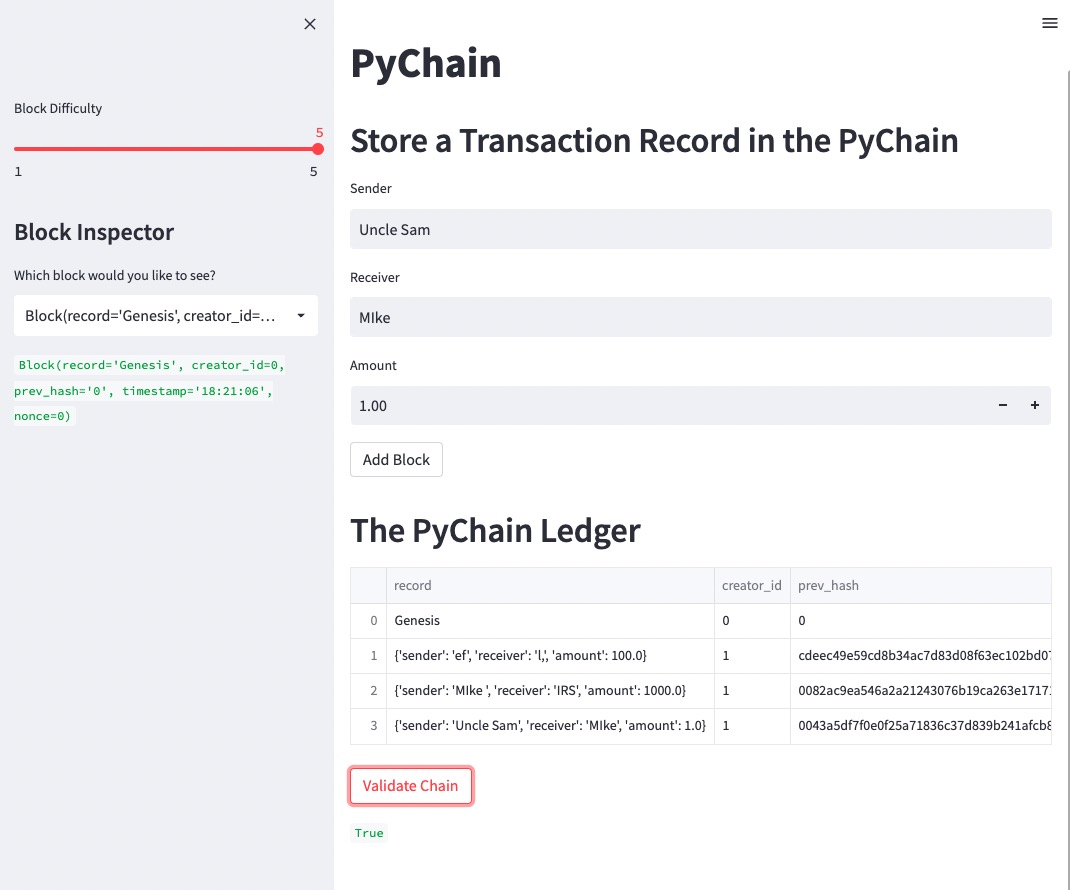 Block Difficulty
5
1 5
Block Inspector
Which block would you like to see?
Block(record='Genesis', creator_id=...
Block(record='Genesis', creator_id=0,
prev_hash='0', timestamp='18:21:06',
nonce=0)
PyChain
Store a Transaction Record in the PyChain
Sender
Uncle Sam
Receiver
MIke
Amount
1.00 − +
Add Block
The PyChain Ledger
record creator_id prev_hash
0 Genesis 0 0
1 {'sender': 'ef', 'receiver': 'l,', 'amount': 100.0} 1 cdeec49e59cd8b34ac7d83d08f63ec102bd07
2 {'sender': 'MIke ', 'receiver': 'IRS', 'amount': 1000.0} 1 0082ac9ea546a2a21243076b19ca263e1717
3 {'sender': 'Uncle Sam', 'receiver': 'MIke', 'amount': 1.0} 1 0043a5df7f0e0f25a71836c37d839b241afcb8
Validate Chain
True